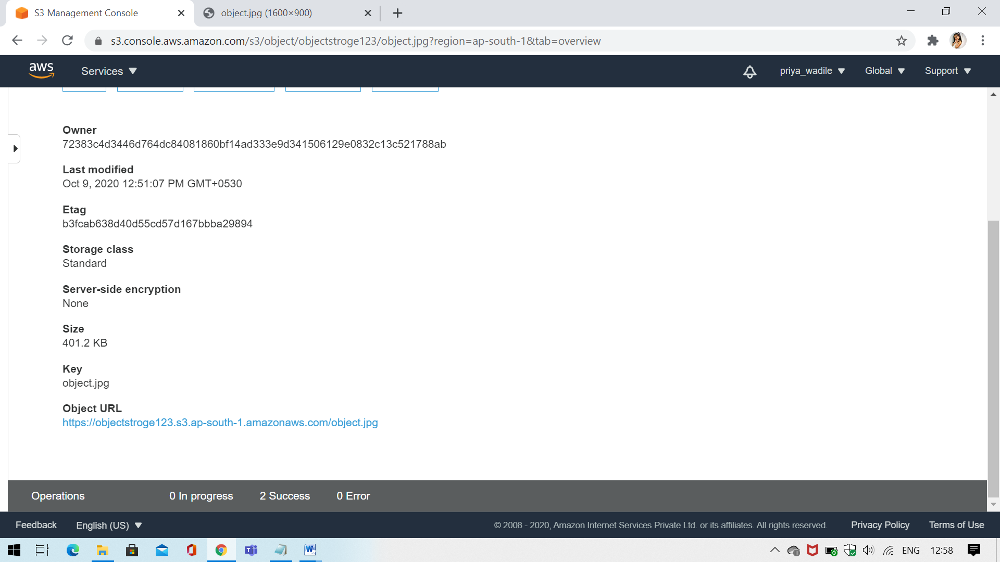 S3 Management Console
object.jpg (1600×900)
s3.console.aws.amazon.com/s3/object/objectstroge123/object.jpg?region=ap-south-1&tab=overview
aws
Services
priya_wadile
Global
Support
Owner
72383c4d3446d764dc84081860bf14ad333e9d341506129e0832c13c521788ab
Last modified
Oct 9, 2020 12:51:07 PM GMT+0530
Etag
b3fcab638d40d55cd57d167bbba29894
Storage class
Standard
Server-side encryption
None
Size
401.2 KB
Key
object.jpg
Object URL
https://objectstroge123.s3.ap-south-1.amazonaws.com/object.jpg
Operations
0 In progress
2 Success
0 Error
Feedback
English (US)
© 2008 - 2020, Amazon Internet Services Private Ltd. or its affiliates. All rights reserved.
Privacy Policy
Terms of Use
ENG
12:58